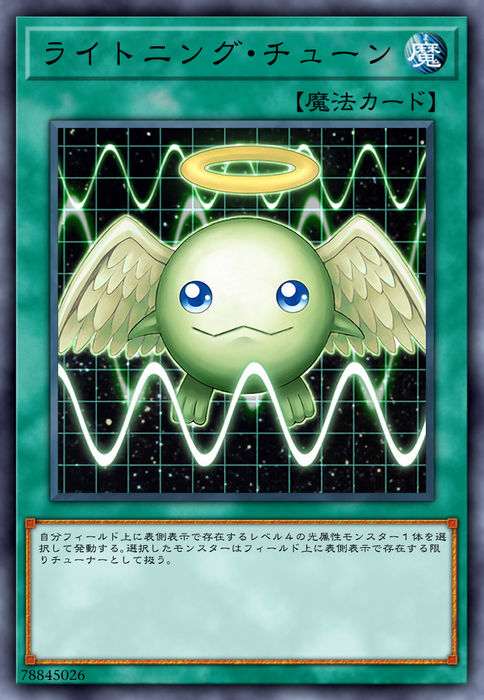 ライトニング・チューン
魔
【魔法カード】
自分フィールド上に表側表示で存在するレベル４の光属性モンスター１体を選
択して発動する。選択したモンスターはフィールド上に表側表示で存在する限
りチューナーとして扱う。
78845026